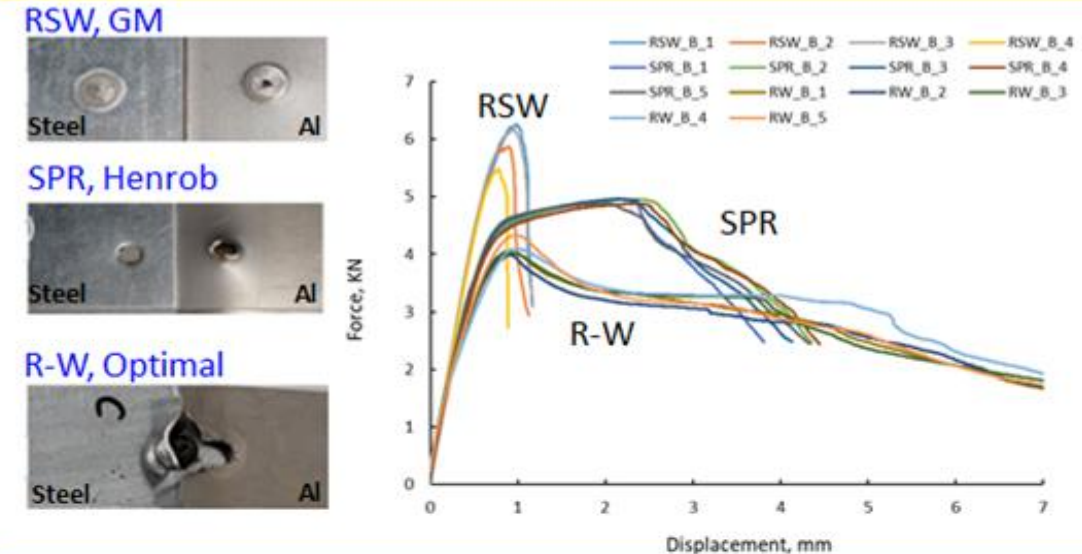 RSW, GM
Steel Al
SPR, Henrob
Steel Al
R-W, Optimal
Steel Al
RSW_B_1 RSW_B_2 RSW_B_3 RSW_B_4
SPR_B_1 SPR_B_2 SPR_B_3 SPR_B_4
SPR_B_5 RW_B_1 RW_B_2 RW_B_3
RW_B_4 RW_B_5
Force, KN
7
6
5
4
3
2
1
0
RSW
SPR
R-W
0 1 2 3 4 5 6 7
Displacement, mm